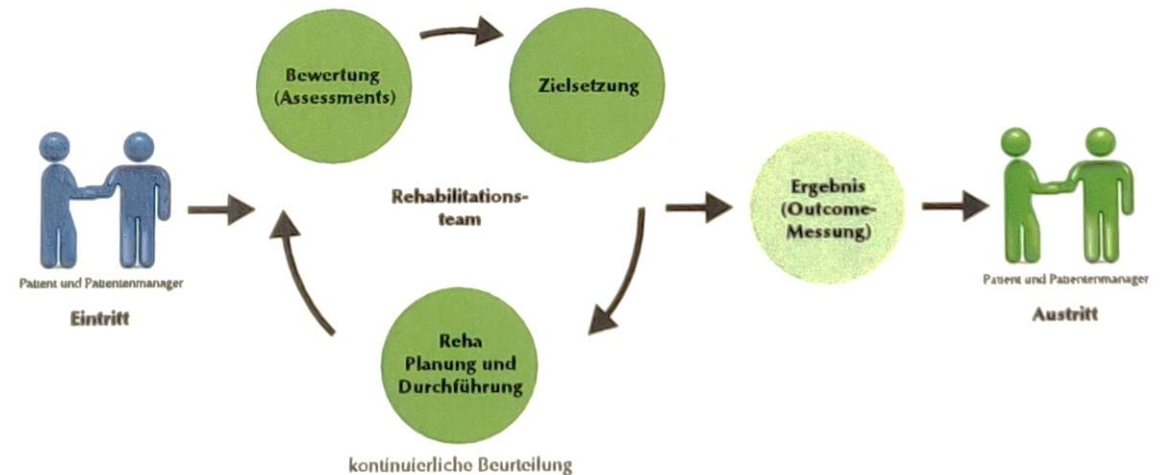 Bewertung
(Assessments)
Zielsetzung
Rehabilitations-
team
Ergebnis
(Outcome-
Messung)
Patient und Patientenmanager
Eintritt
Patient und Patientenmanager
Austritt
Reha
Planung und
Durchführung
kontinuierliche Beurteilung